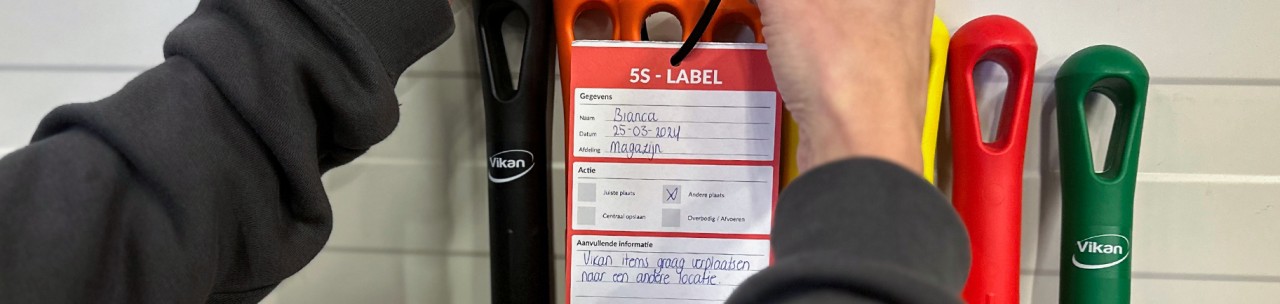 5S - LABEL
Gegevens
Naam Bianca
Datum 25-03-2024
Afdeling Magazijn
Actie
Juiste plaats
Andere plaats
Centraal opslaan
Overbodig / Afvoeren
Aanvullende informatie
Vican items graag verplaatsen
naar een andere locatie.
Vikan
Vikan